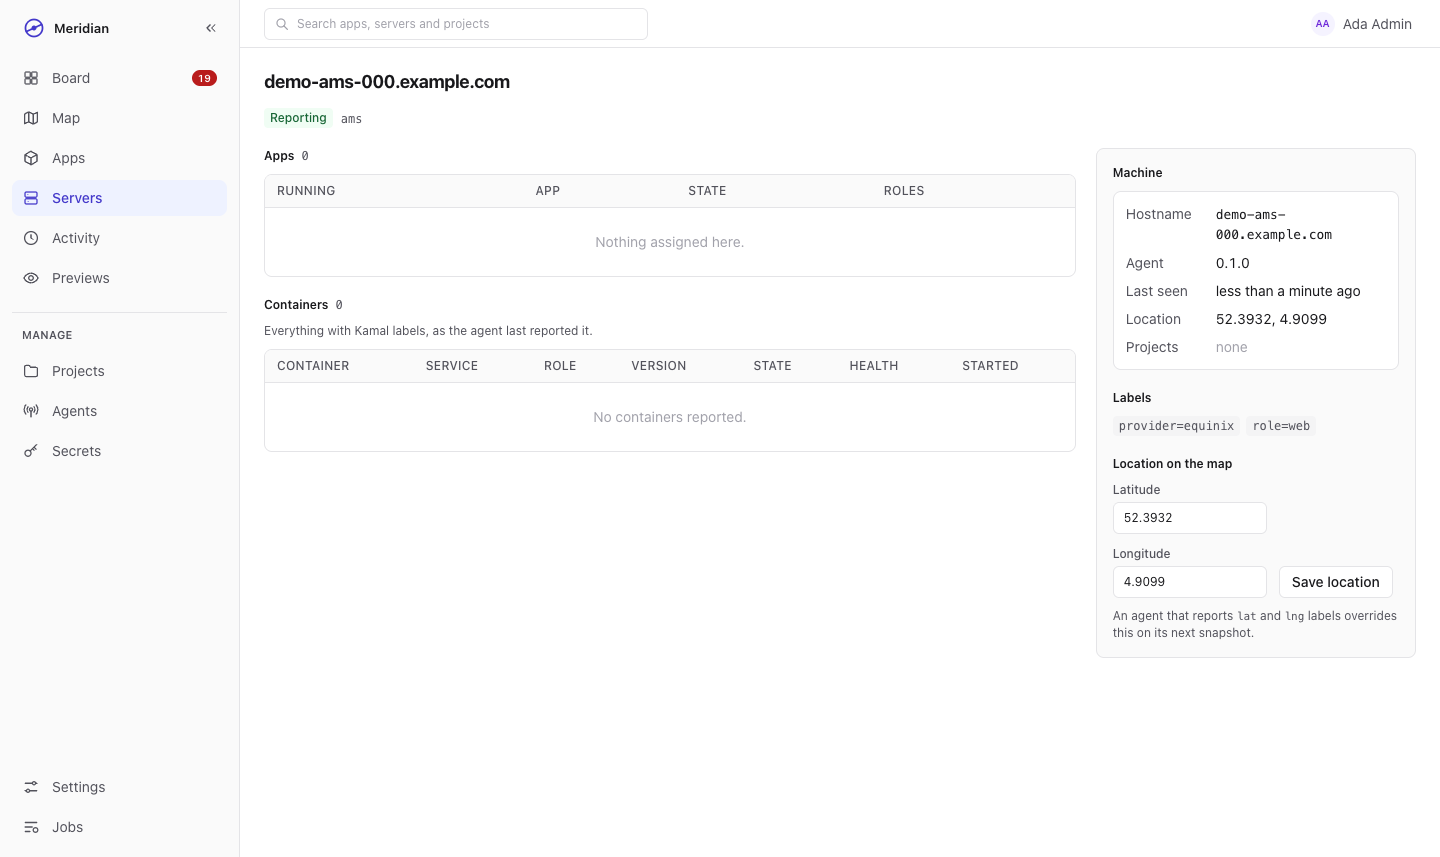 Meridian
Search apps, servers and projects
AA
Ada Admin
Board
19
Map
Apps
Servers
Activity
Previews
MANAGE
Projects
Agents
Secrets
Settings
Jobs
demo-ams-000.example.com
Reporting ams
Apps 0
RUNNING APP STATE ROLES
Nothing assigned here.
Containers 0
Everything with Kamal labels, as the agent last reported it.
CONTAINER SERVICE ROLE VERSION STATE HEALTH STARTED
No containers reported.
Machine
Hostname demo-ams-
000.example.com
Agent 0.1.0
Last seen less than a minute ago
Location 52.3932, 4.9099
Projects none
Labels
provider=equinix role=web
Location on the map
Latitude
52.3932
Longitude
4.9099 Save location
An agent that reports lat and lng labels overrides
this on its next snapshot.